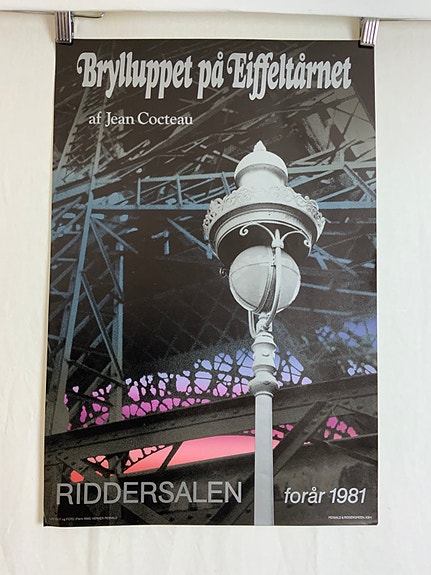 Brylluppet på Eiffeltårnet
af Jean Cocteau
RIDDERSALEN
forår 1981